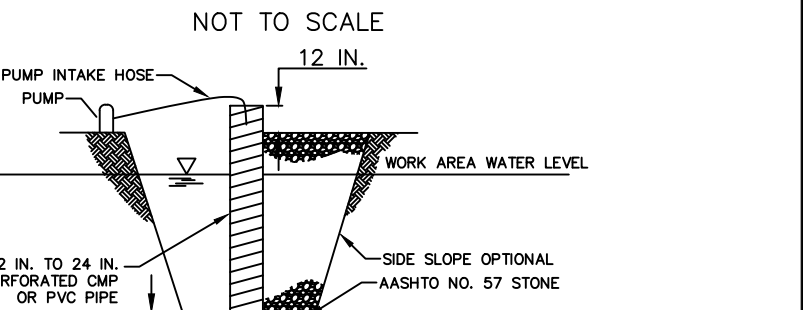 NOT TO SCALE
12 IN.
PUMP INTAKE HOSE
PUMP
WORK AREA WATER LEVEL
2 IN. TO 24 IN.
RFORATED CMP
OR PVC PIPE
SIDE SLOPE OPTIONAL
AASHTO NO. 57 STONE